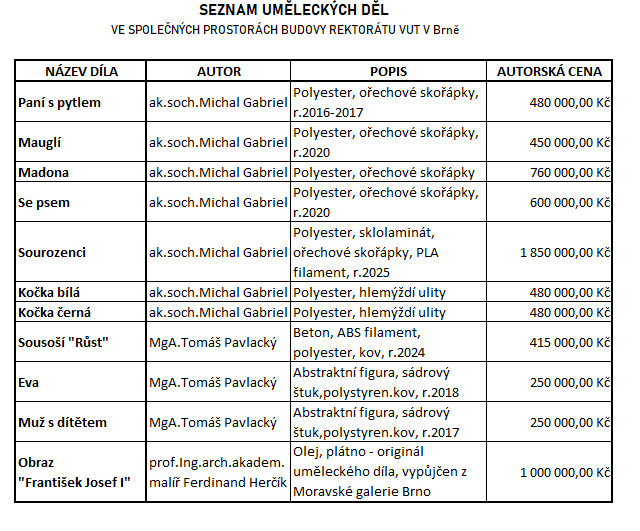 SEZNAM UMĚLECKÝCH DĚL
VE SPOLEČNÝCH PROSTORÁCH BUDOVY REKTORÁTU VUT V Brně
NÁZEV DÍLA AUTOR POPIS AUTORSKÁ CENA
Paní s pytlem ak.soch.Michal Gabriel Polyester, ořechové skořápky, r.2016-2017 480 000,00 Kč
Mauglí ak.soch.Michal Gabriel Polyester, ořechové skořápky, r.2020 450 000,00 Kč
Madona ak.soch.Michal Gabriel Polyester, ořechové skořápky 760 000,00 Kč
Se psem ak.soch.Michal Gabriel Polyester, ořechové skořápky, r.2020 600 000,00 Kč
Sourozenci ak.soch.Michal Gabriel Polyester, sklolaminát, ořechové skořápky, PLA filament, r.2025 1 850 000,00 Kč
Kočka bílá ak.soch.Michal Gabriel Polyester, hlemýždí ulity 480 000,00 Kč
Kočka černá ak.soch.Michal Gabriel Polyester, hlemýždí ulity 480 000,00 Kč
Sousoší "Růst" MgA.Tomáš Pavlacký Beton, ABS filament, polyester, kov, r.2024 415 000,00 Kč
Eva MgA.Tomáš Pavlacký Abstraktní figura, sádrový štuk,polystyren.kov, r.2018 250 000,00 Kč
Muž s dítětem MgA.Tomáš Pavlacký Abstraktní figura, sádrový štuk,polystyren.kov, r.2017 250 000,00 Kč
Obraz "František Josef I" prof.Ing.arch.akadem. malíř Ferdinand Herčík Olej, plátno - originál uměleckého díla, vypůjčen z Moravské galerie Brno 1 000 000,00 Kč